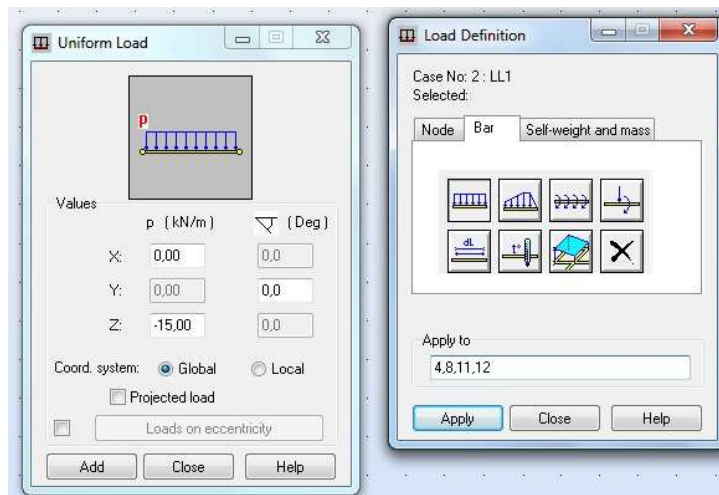 Uniform Load
p
Values
p (kN/m) (Deg)
X: 0,00 0,0
Y: 0,00 0,0
Z: -15,00 0,0
Coord. system: Global Local
Projected load
Loads on eccentricity
Add Close Help
Load Definition
Case No: 2 : LL1
Selected:
Node Bar Self-weight and mass
dL t°
Apply to
4,8,11,12
Apply Close Help